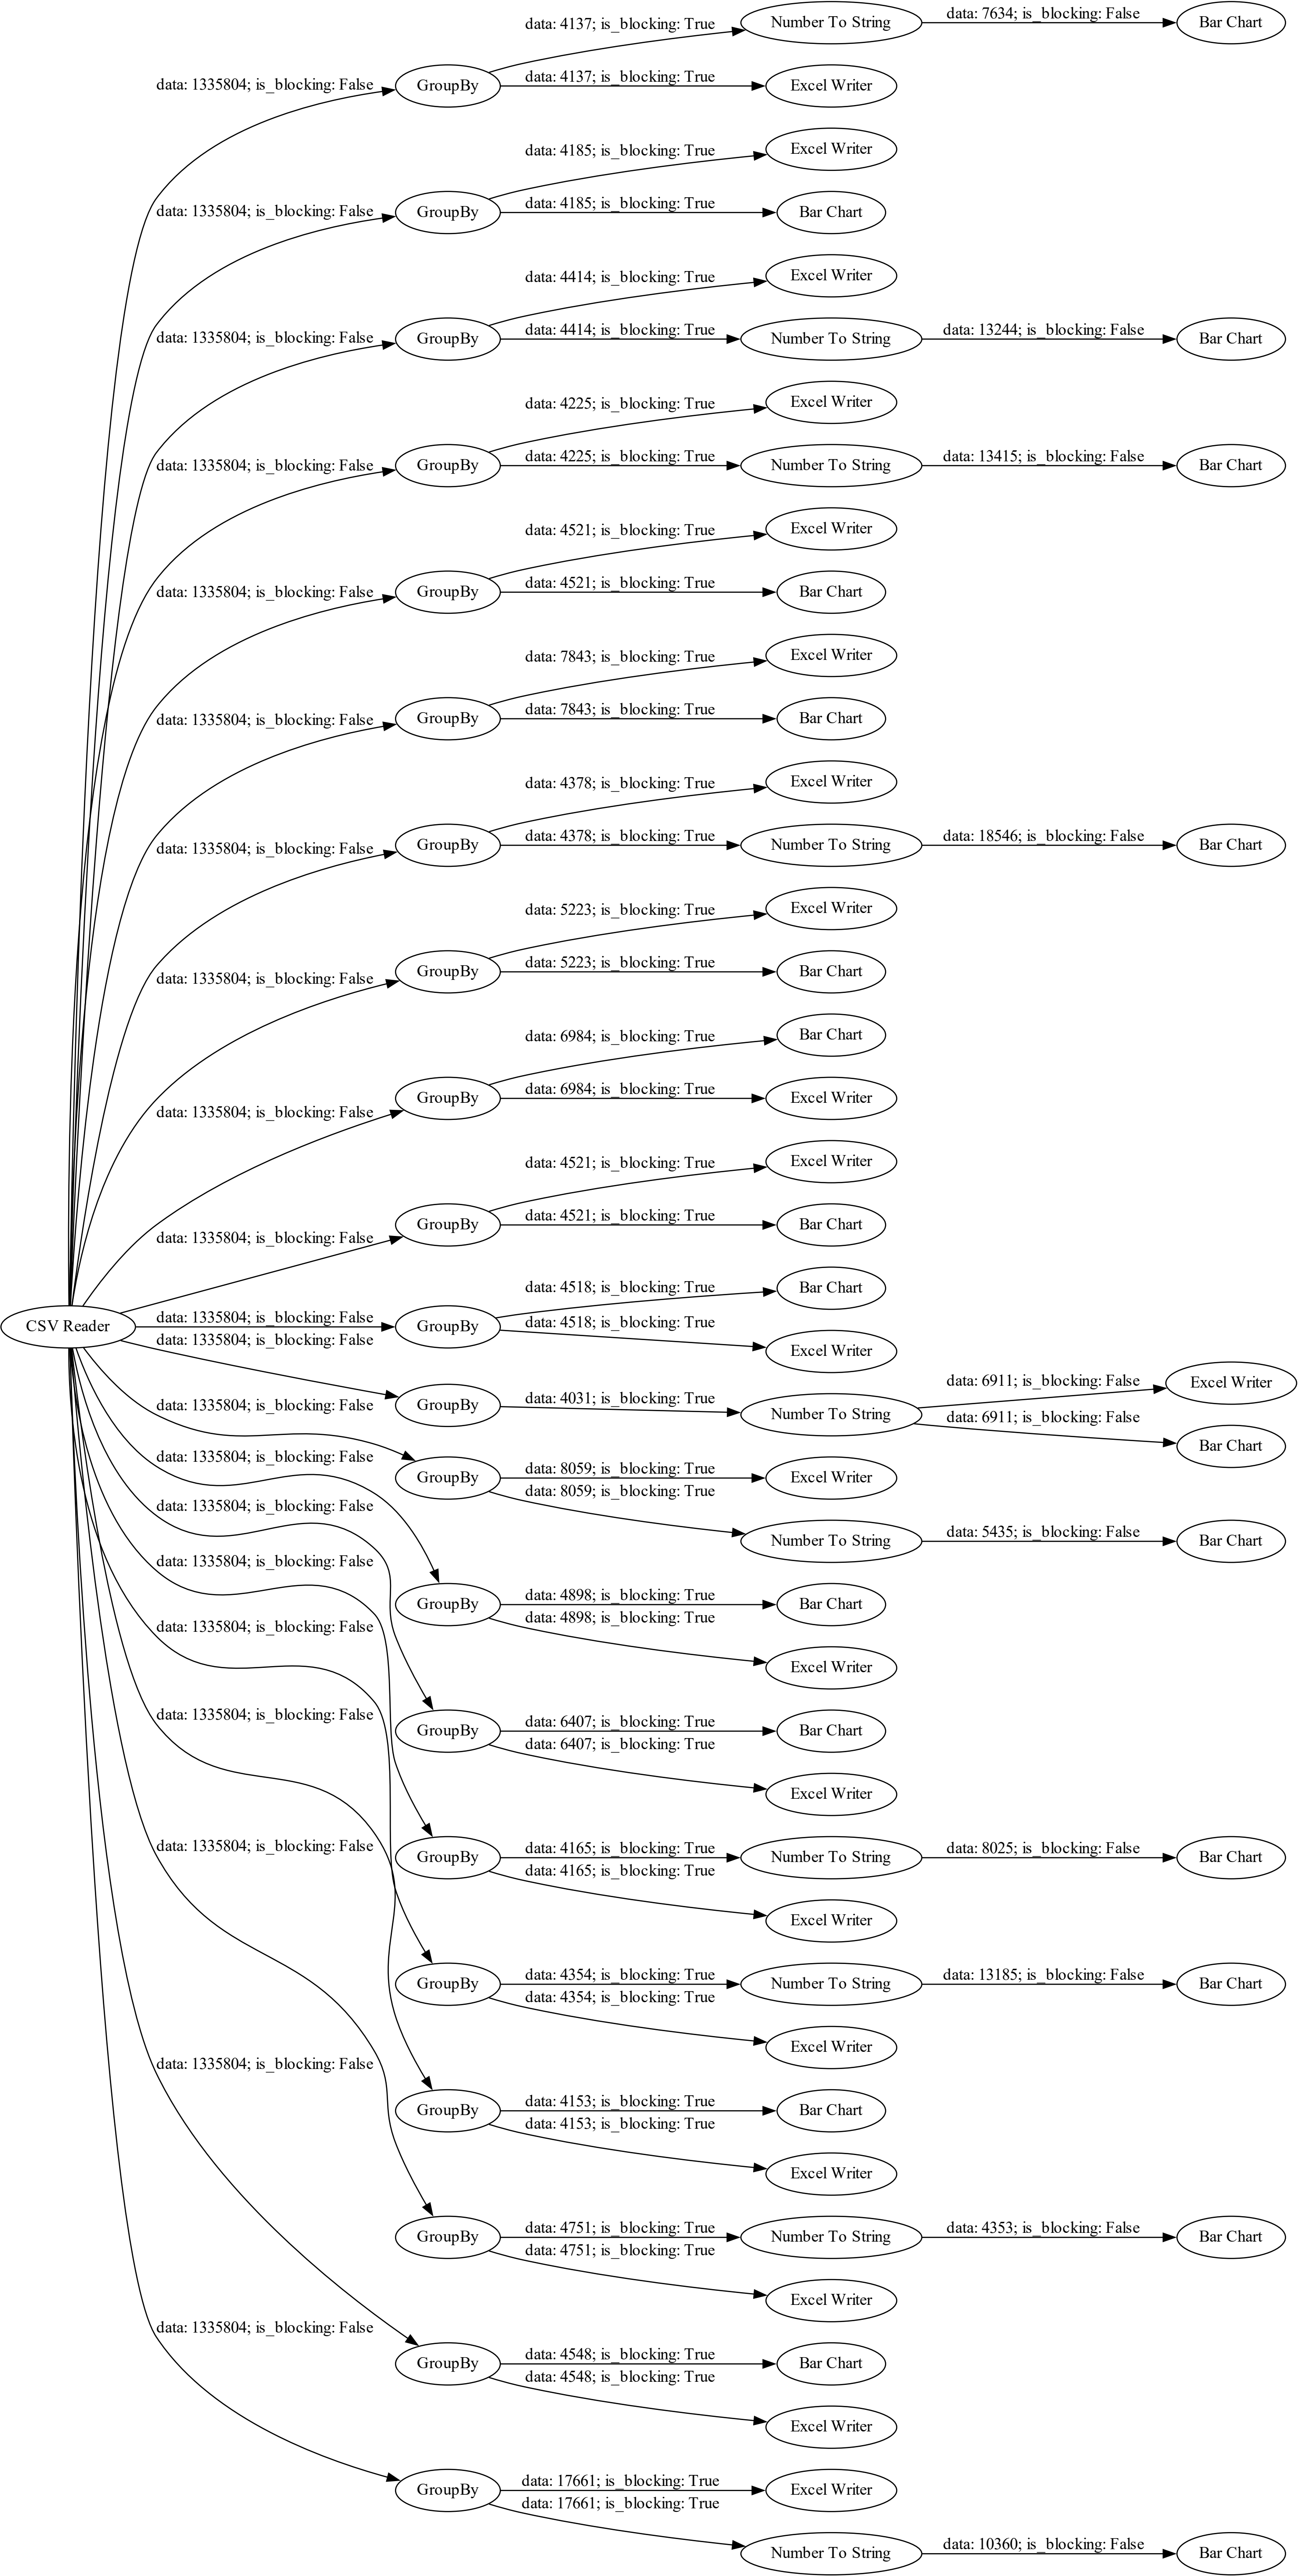 data: 4137; is_blocking: True
Number To String
data: 7634; is_blocking: False
Bar Chart
data: 1335804; is_blocking: False
GroupBy
data: 4137; is_blocking: True
Excel Writer
data: 4185; is_blocking: True
Excel Writer
data: 1335804; is_blocking: False
GroupBy
data: 4185; is_blocking: True
Bar Chart
data: 4414; is_blocking: True
Excel Writer
data: 1335804; is_blocking: False
GroupBy
data: 4414; is_blocking: True
Number To String
data: 13244; is_blocking: False
Bar Chart
data: 4225; is_blocking: True
Excel Writer
data: 1335804; is_blocking: False
GroupBy
data: 4225; is_blocking: True
Number To String
data: 13415; is_blocking: False
Bar Chart
data: 4521; is_blocking: True
Excel Writer
data: 1335804; is_blocking: False
GroupBy
data: 4521; is_blocking: True
Bar Chart
data: 7843; is_blocking: True
Excel Writer
data: 1335804; is_blocking: False
GroupBy
data: 7843; is_blocking: True
Bar Chart
data: 4378; is_blocking: True
Excel Writer
data: 1335804; is_blocking: False
GroupBy
data: 4378; is_blocking: True
Number To String
data: 18546; is_blocking: False
Bar Chart
data: 5223; is_blocking: True
Excel Writer
data: 1335804; is_blocking: False
GroupBy
data: 5223; is_blocking: True
Bar Chart
data: 6984; is_blocking: True
Bar Chart
data: 1335804; is_blocking: False
GroupBy
data: 6984; is_blocking: True
Excel Writer
data: 4521; is_blocking: True
Excel Writer
data: 1335804; is_blocking: False
GroupBy
data: 4521; is_blocking: True
Bar Chart
data: 4518; is_blocking: True
Bar Chart
CSV Reader
data: 1335804; is_blocking: False
GroupBy
data: 4518; is_blocking: True
Excel Writer
data: 1335804; is_blocking: False
GroupBy
data: 4031; is_blocking: True
Number To String
data: 6911; is_blocking: False
Excel Writer
data: 6911; is_blocking: False
Bar Chart
data: 1335804; is_blocking: False
GroupBy
data: 8059; is_blocking: True
Excel Writer
data: 8059; is_blocking: True
Number To String
data: 5435; is_blocking: False
Bar Chart
data: 1335804; is_blocking: False
GroupBy
data: 4898; is_blocking: True
Bar Chart
data: 4898; is_blocking: True
Excel Writer
data: 1335804; is_blocking: False
GroupBy
data: 6407; is_blocking: True
Bar Chart
data: 6407; is_blocking: True
Excel Writer
data: 1335804; is_blocking: False
GroupBy
data: 4165; is_blocking: True
Number To String
data: 8025; is_blocking: False
Bar Chart
data: 4165; is_blocking: True
Excel Writer
data: 1335804; is_blocking: False
GroupBy
data: 4354; is_blocking: True
Number To String
data: 13185; is_blocking: False
Bar Chart
data: 4354; is_blocking: True
Excel Writer
data: 1335804; is_blocking: False
GroupBy
data: 4153; is_blocking: True
Bar Chart
data: 4153; is_blocking: True
Excel Writer
data: 1335804; is_blocking: False
GroupBy
data: 4751; is_blocking: True
Number To String
data: 4353; is_blocking: False
Bar Chart
data: 4751; is_blocking: True
Excel Writer
data: 1335804; is_blocking: False
GroupBy
data: 4548; is_blocking: True
Bar Chart
data: 4548; is_blocking: True
Excel Writer
data: 1335804; is_blocking: False
GroupBy
data: 17661; is_blocking: True
Excel Writer
data: 17661; is_blocking: True
Number To String
data: 10360; is_blocking: False
Bar Chart